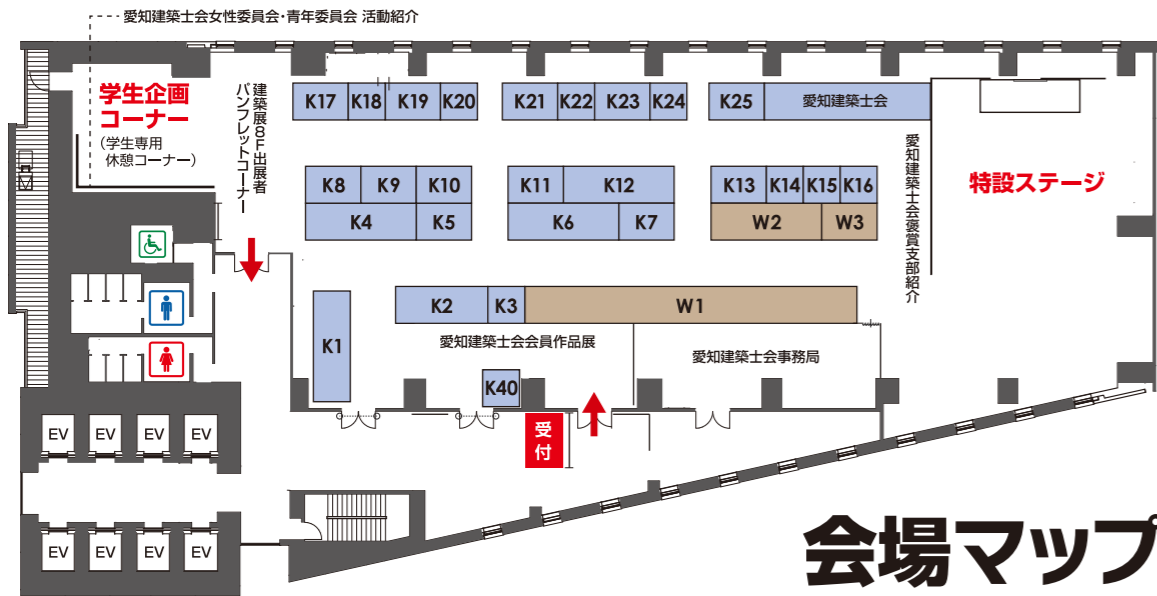 愛知建築士会女性委員会・青年委員会 活動紹介
学生企画
コーナー
(学生専用
休憩コーナー)
建築展8F出展者
パンフレットコーナー
K17 K18 K19 K20 K21 K22 K23 K24 K25 愛知建築士会
K8 K9 K10 K11 K12 K13 K14 K15 K16
K4 K5 K6 K7 W2 W3
愛知建築士会褒賞支部紹介
特設ステージ
K2 K3 W1
K1
愛知建築士会会員作品展
愛知建築士会事務局
K40
受
付
EV EV EV EV
EV EV EV EV
会場マップ